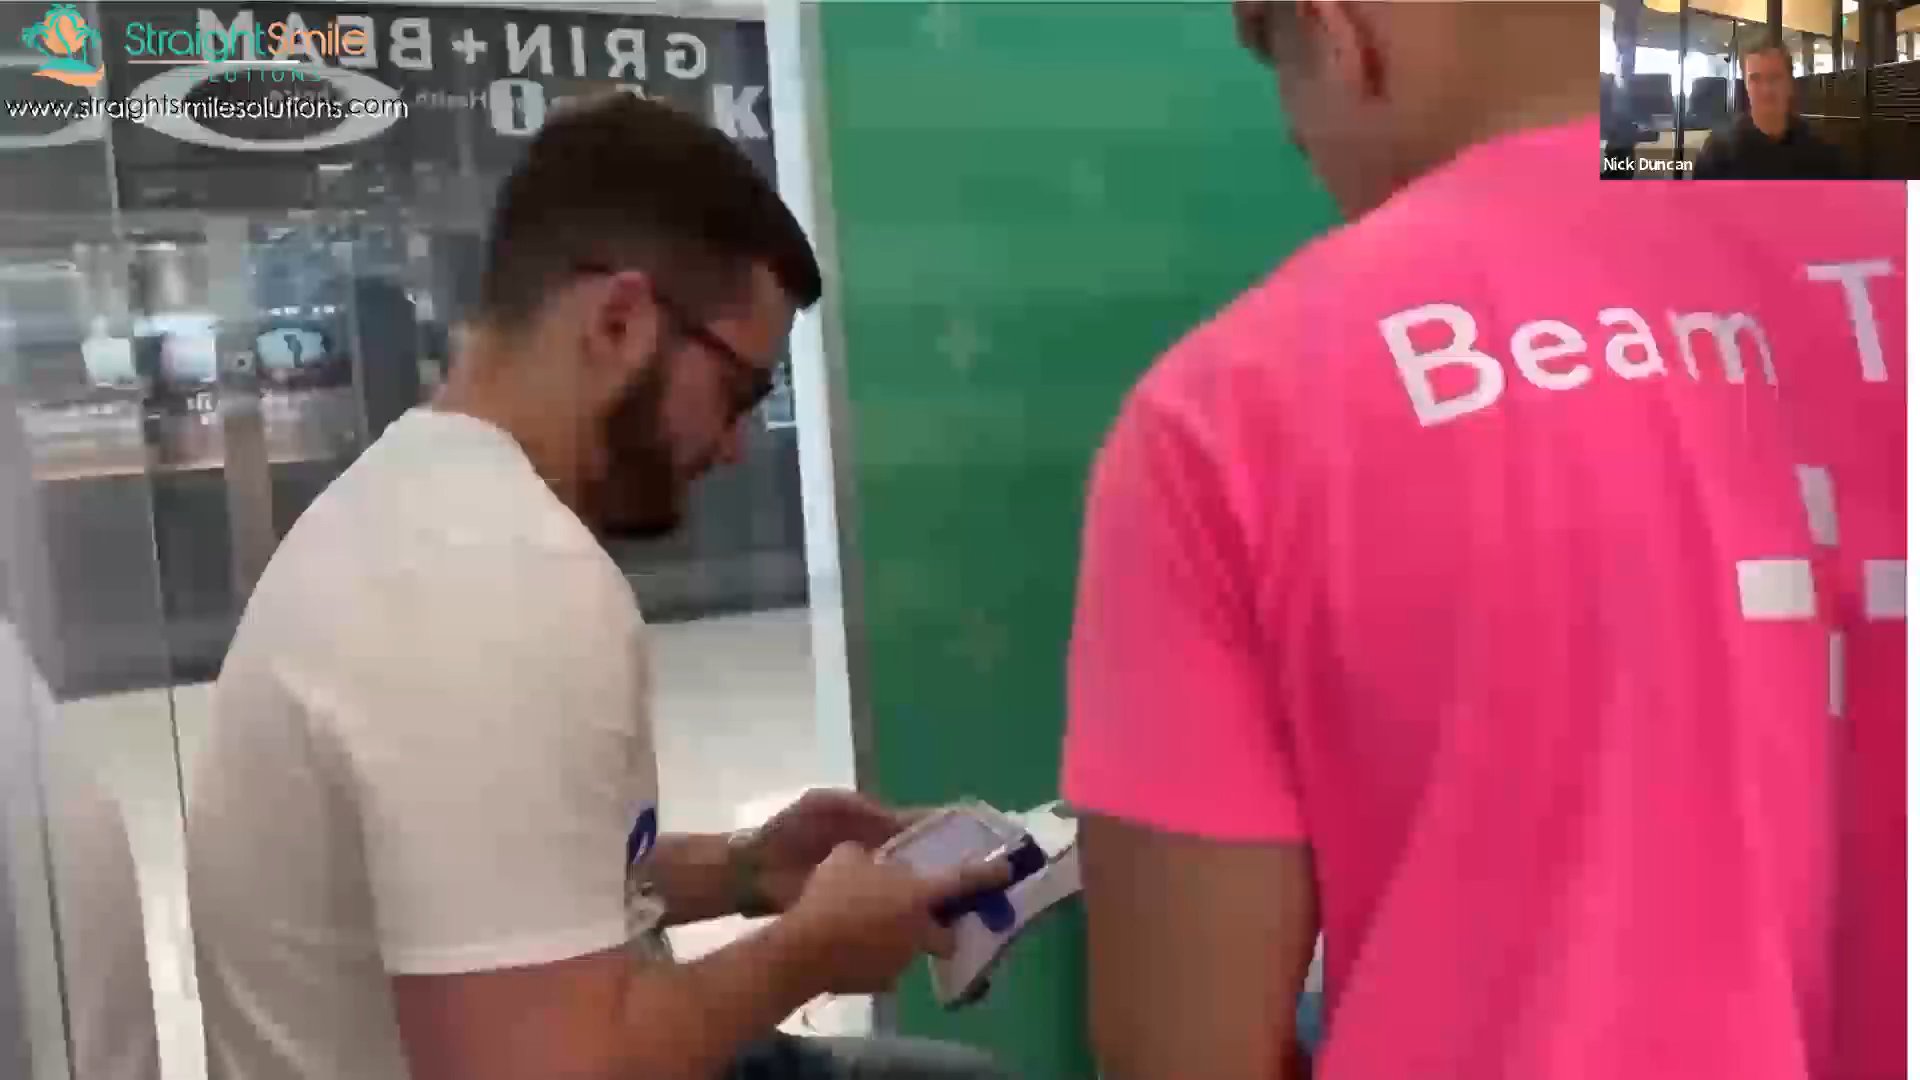 StraightSmile
SOLUTIONS
www.straightsmilesolutions.com
GRIN+BEAM
K
Nick Duncan
Beam T